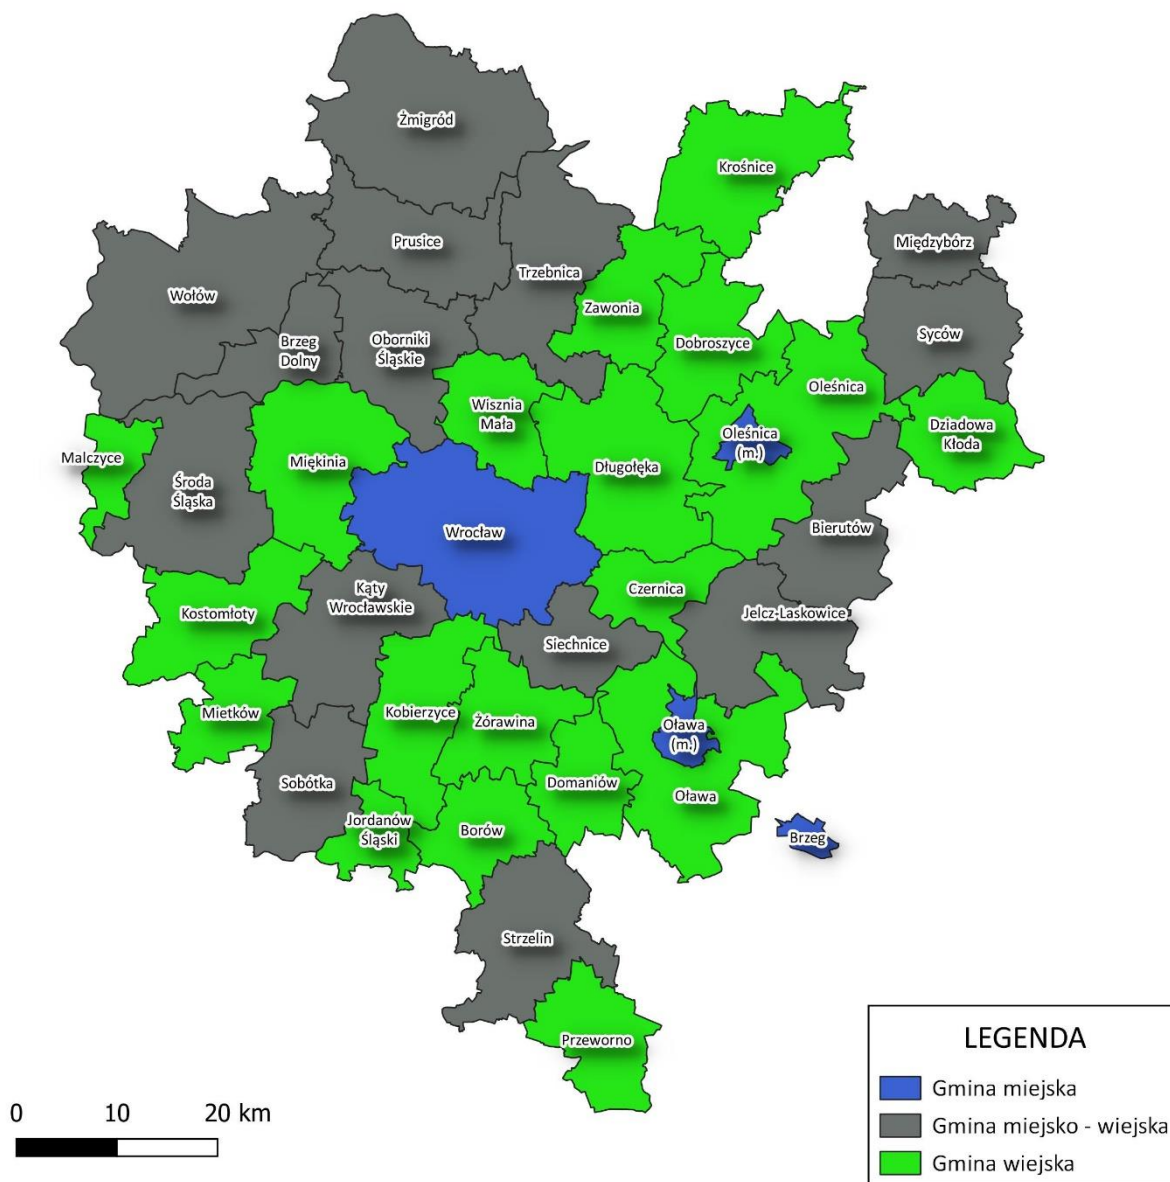 Żmigród
Krośnice
Międzybórz
Prusice
Trzebnica
Wołów
Zawonia
Syców
Brzeg
Dolny
Oborniki
Śląskie
Dobroszyce
Oleśnica
Wisznia
Mała
Oleśnica
(m.)
Dziadowa
Kłoda
Malczyce
Miękinia
Długołęka
Środa
Śląska
Wrocław
Bierutów
Kąty
Wrocławskie
Czernica
Kostomłoty
Jelcz-Laskowice
Siechnice
Mietków
Kobierzyce
Żórawina
Oława
(m.)
Sobótka
Domaniów
Oława
Jordanów
Śląski
Borów
Brzeg
Strzelin
Przeworno
LEGENDA
Gmina miejska
Gmina miejsko - wiejska
Gmina wiejska
0 10 20 km